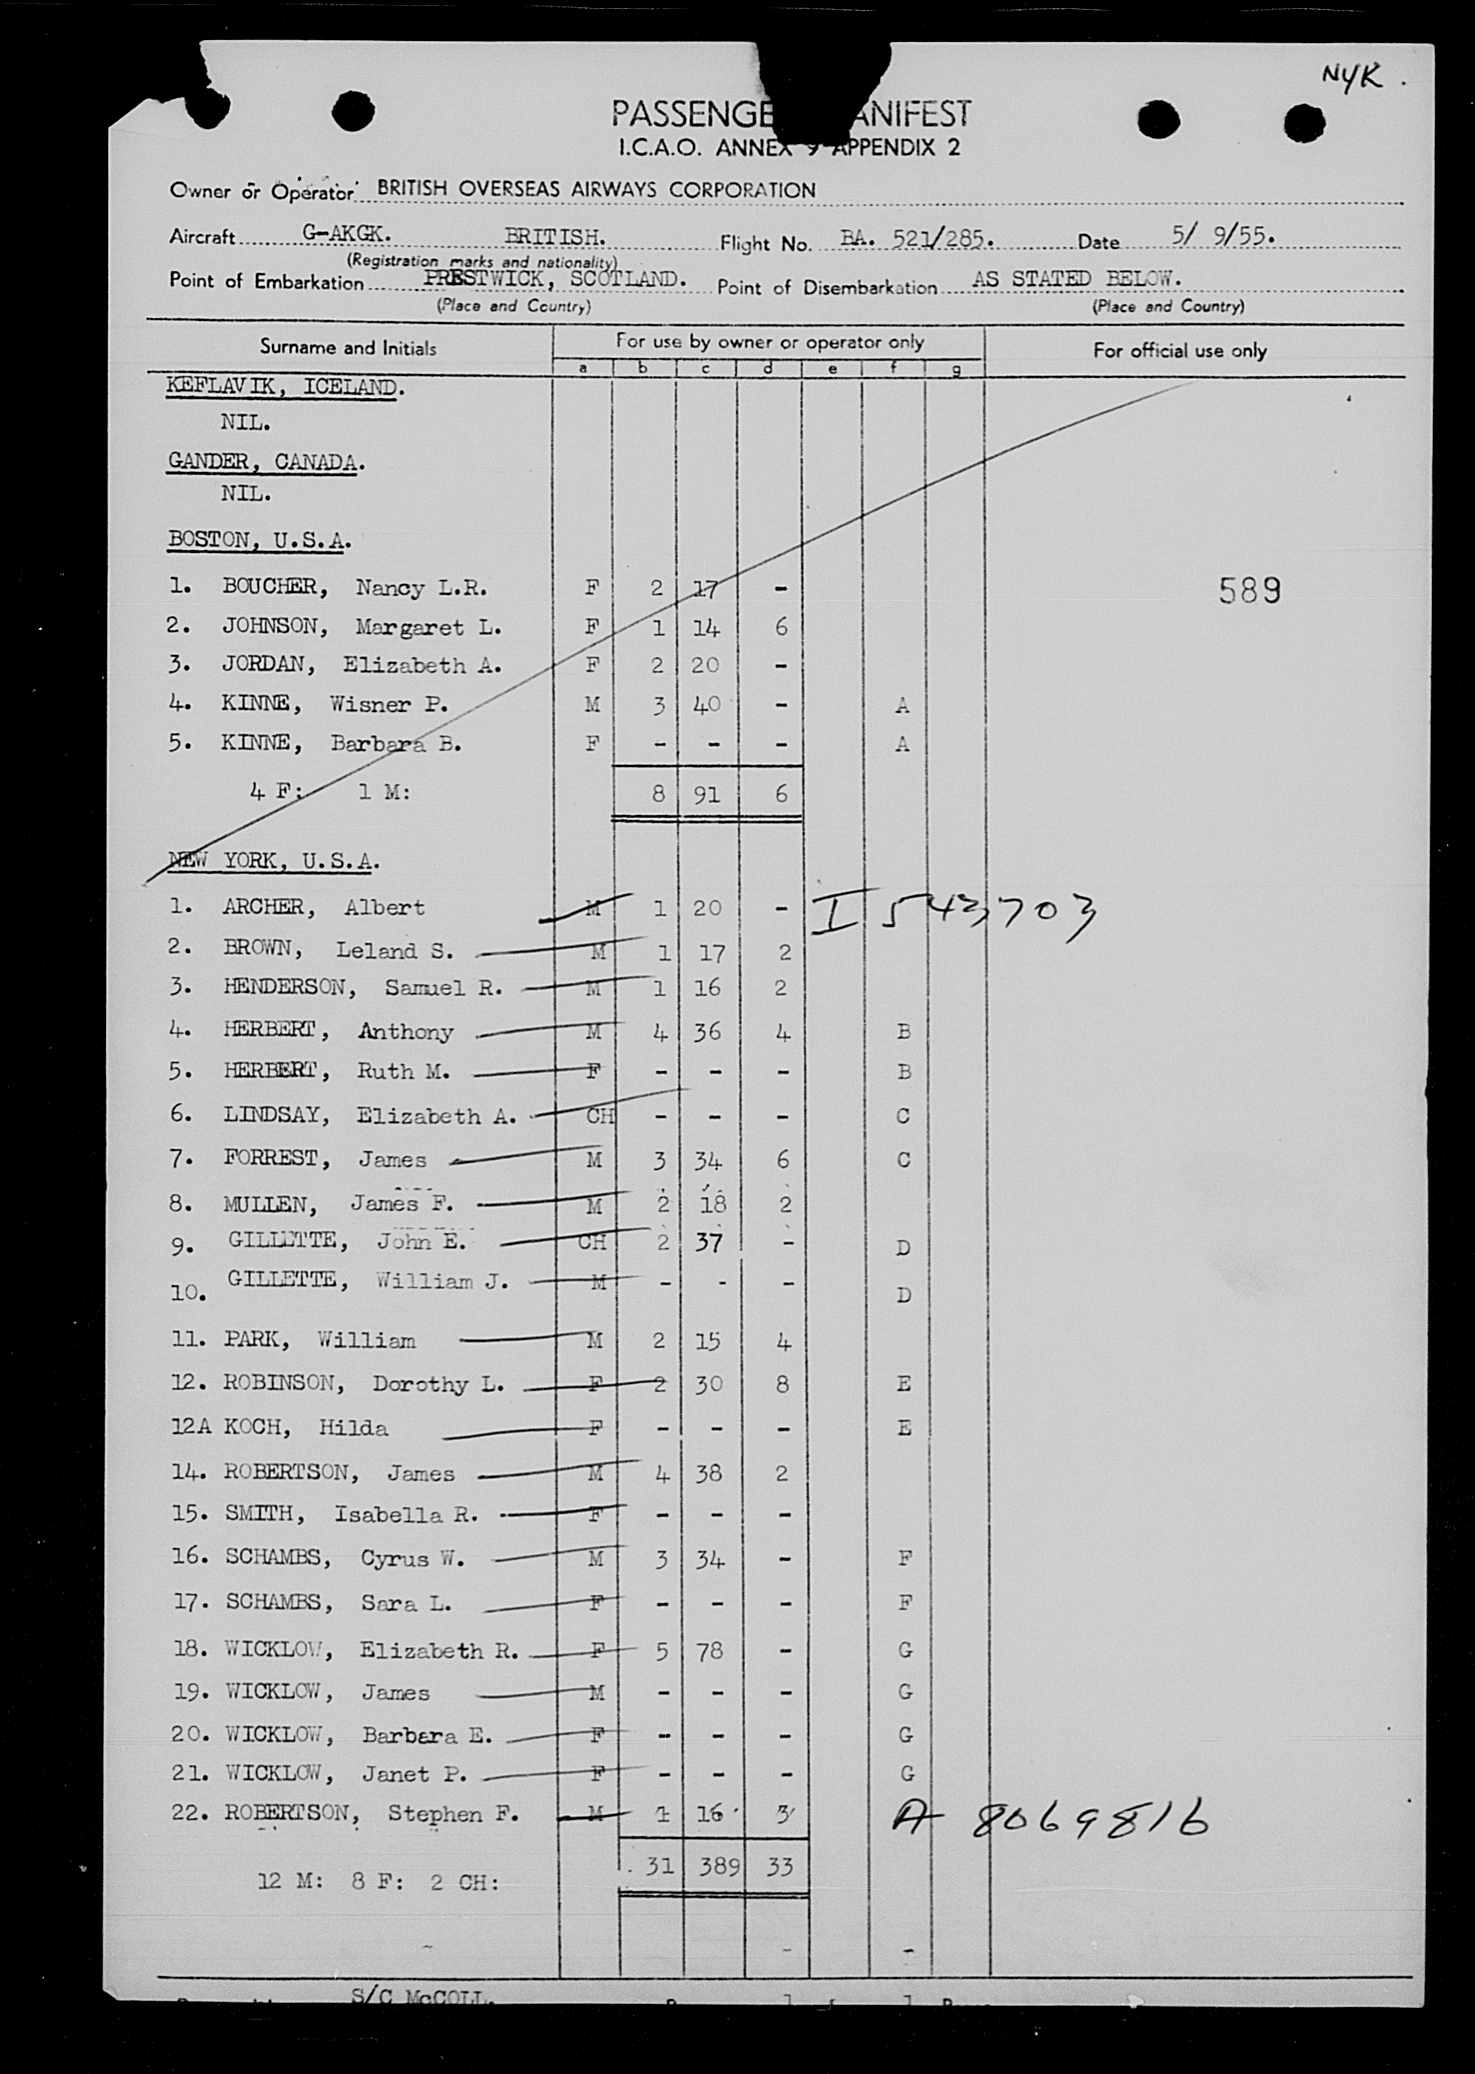 NYK.
PASSENGE ANIFEST
I.C.A.O. ANNEX 9 APPENDIX 2
Owner or Operator BRITISH OVERSEAS AIRWAYS CORPORATION
Aircraft G-AKGK. BRITISH. Flight No. BA. 521/285. Date 5/ 9/55.
(Registration marks and nationality)
Point of Embarkation PRESTWICK, SCOTLAND. Point of Disembarkation AS STATED BELOW.
(Place and Country) (Place and Country)
Surname and Initials For use by owner or operator only For official use only
a b c d e f g
KEFLAVIK, ICELAND.
NIL.
GANDER, CANADA.
NIL.
BOSTON, U.S.A.
1. BOUCHER, Nancy L.R. F 2 17 - 589
2. JOHNSON, Margaret L. F 1 14 6
3. JORDAN, Elizabeth A. F 2 20 -
4. KINNE, Wisner P. M 3 40 - A
5. KINNE, Barbara B. F - - - A
4 F: 1 M: 8 91 6
NEW YORK, U.S.A.
1. ARCHER, Albert M 1 20 - I 543703
2. BROWN, Leland S. M 1 17 2
3. HENDERSON, Samuel R. M 1 16 2
4. HERBERT, Anthony M 4 36 4 B
5. HERBERT, Ruth M. F - - - B
6. LINDSAY, Elizabeth A. CH - - - C
7. FORREST, James M 3 34 6 C
8. MULLEN, James F. M 2 18 2
9. GILLETTE, John E. CH 2 37 - D
10. GILLETTE, William J. M - - - D
11. PARK, William M 2 15 4
12. ROBINSON, Dorothy L. F 2 30 8 E
12A KOCH, Hilda F - - - E
14. ROBERTSON, James M 4 38 2
15. SMITH, Isabella R. F - - -
16. SCHAMBS, Cyrus W. M 3 34 - F
17. SCHAMBS, Sara L. F - - - F
18. WICKLOW, Elizabeth R. F 5 78 - G
19. WICKLOW, James M - - - G
20. WICKLOW, Barbara E. F - - - G
21. WICKLOW, Janet P. F - - - G
22. ROBERTSON, Stephen F. M 1 16 3 A 8069816
31 389 33
12 M: 8 F: 2 CH:
S/C McCOLL.